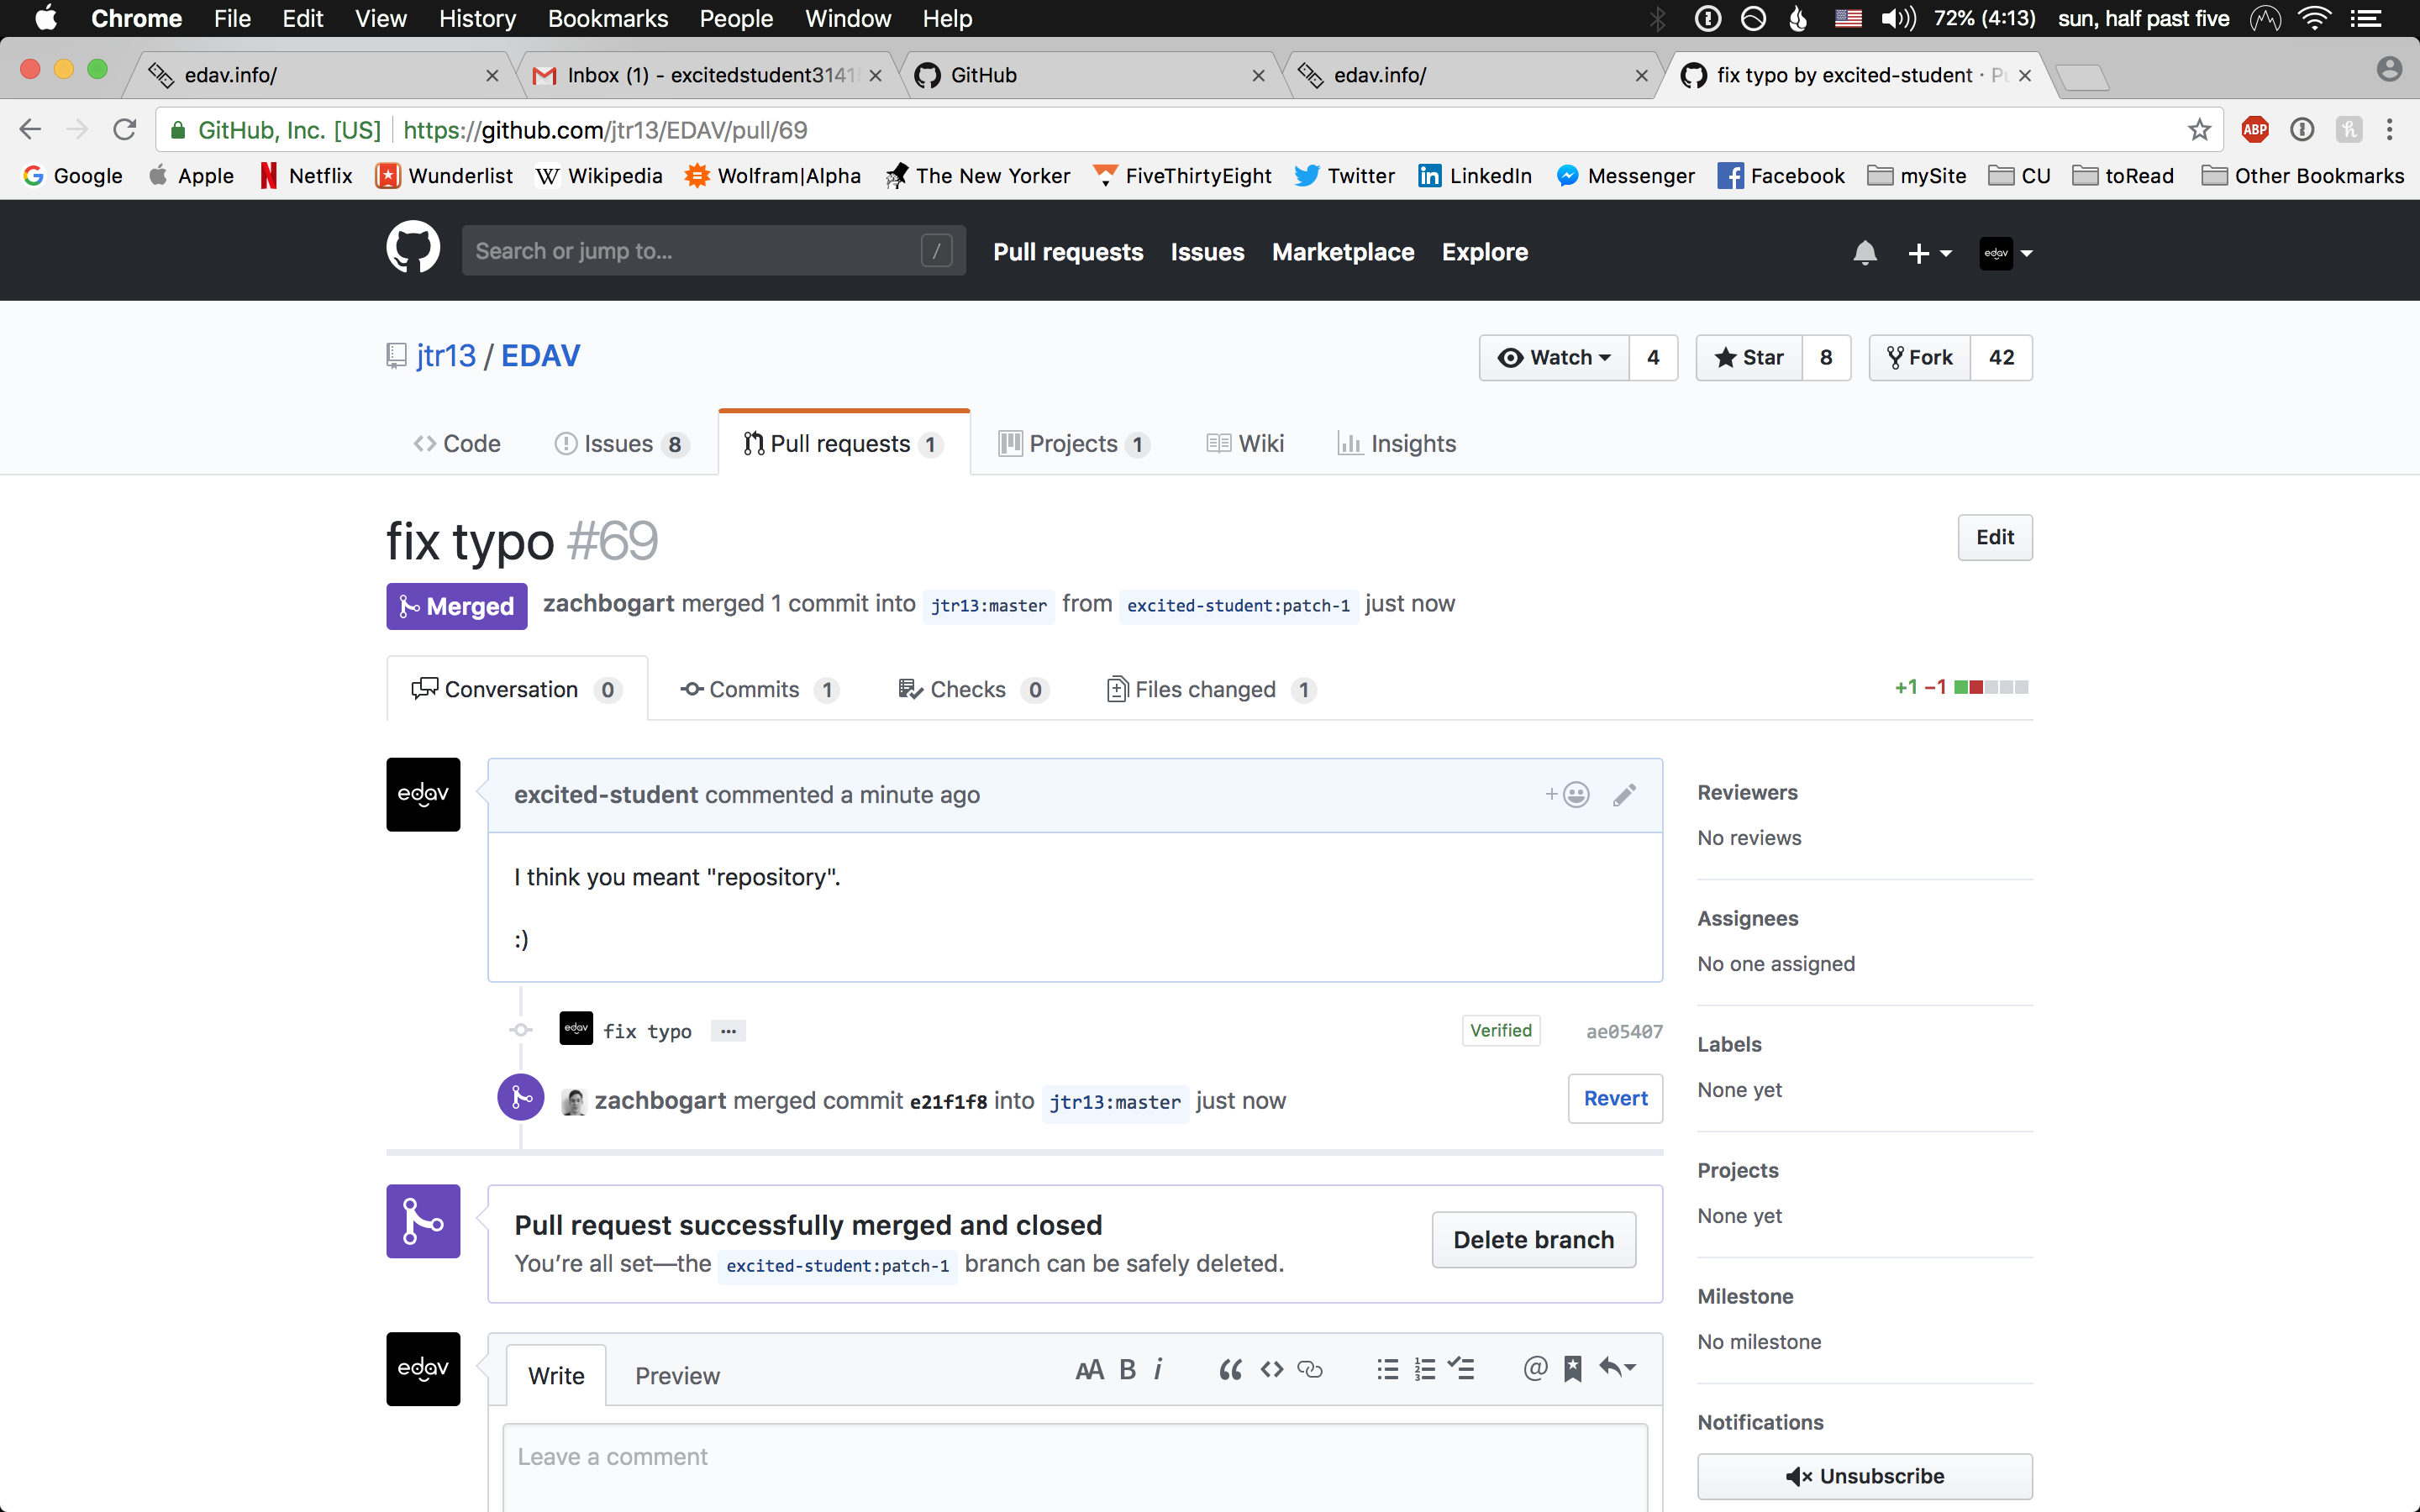 Chrome File Edit View History Bookmarks People Window Help 72% (4:13) sun, half past five
edav.info/ Inbox (1) - excitedstudent3141 GitHub edav.info/ fix typo by excited-student ·
GitHub, Inc. [US] https://github.com/jtr13/EDAV/pull/69 ABP
Google Apple Netflix Wunderlist W Wikipedia Wolfram|Alpha The New Yorker FiveThirtyEight Twitter LinkedIn Messenger Facebook mySite CU toRead Other Bookmarks
Search or jump to... / Pull requests Issues Marketplace Explore edav
jtr13 / EDAV Watch 4 Star 8 Fork 42
Code Issues 8 Pull requests 1 Projects 1 Wiki Insights
fix typo #69 Edit
Merged zachbogart merged 1 commit into jtr13:master from excited-student:patch-1 just now
Conversation 0 Commits 1 Checks 0 Files changed 1 +1 −1
edav excited-student commented a minute ago
I think you meant "repository".
:)
edav fix typo ... Verified ae05407
zachbogart merged commit e21f1f8 into jtr13:master just now Revert
Pull request successfully merged and closed
You’re all set—the excited-student:patch-1 branch can be safely deleted.
Delete branch
edav Write Preview AA B i
Leave a comment
Reviewers
No reviews
Assignees
No one assigned
Labels
None yet
Projects
None yet
Milestone
No milestone
Notifications
Unsubscribe